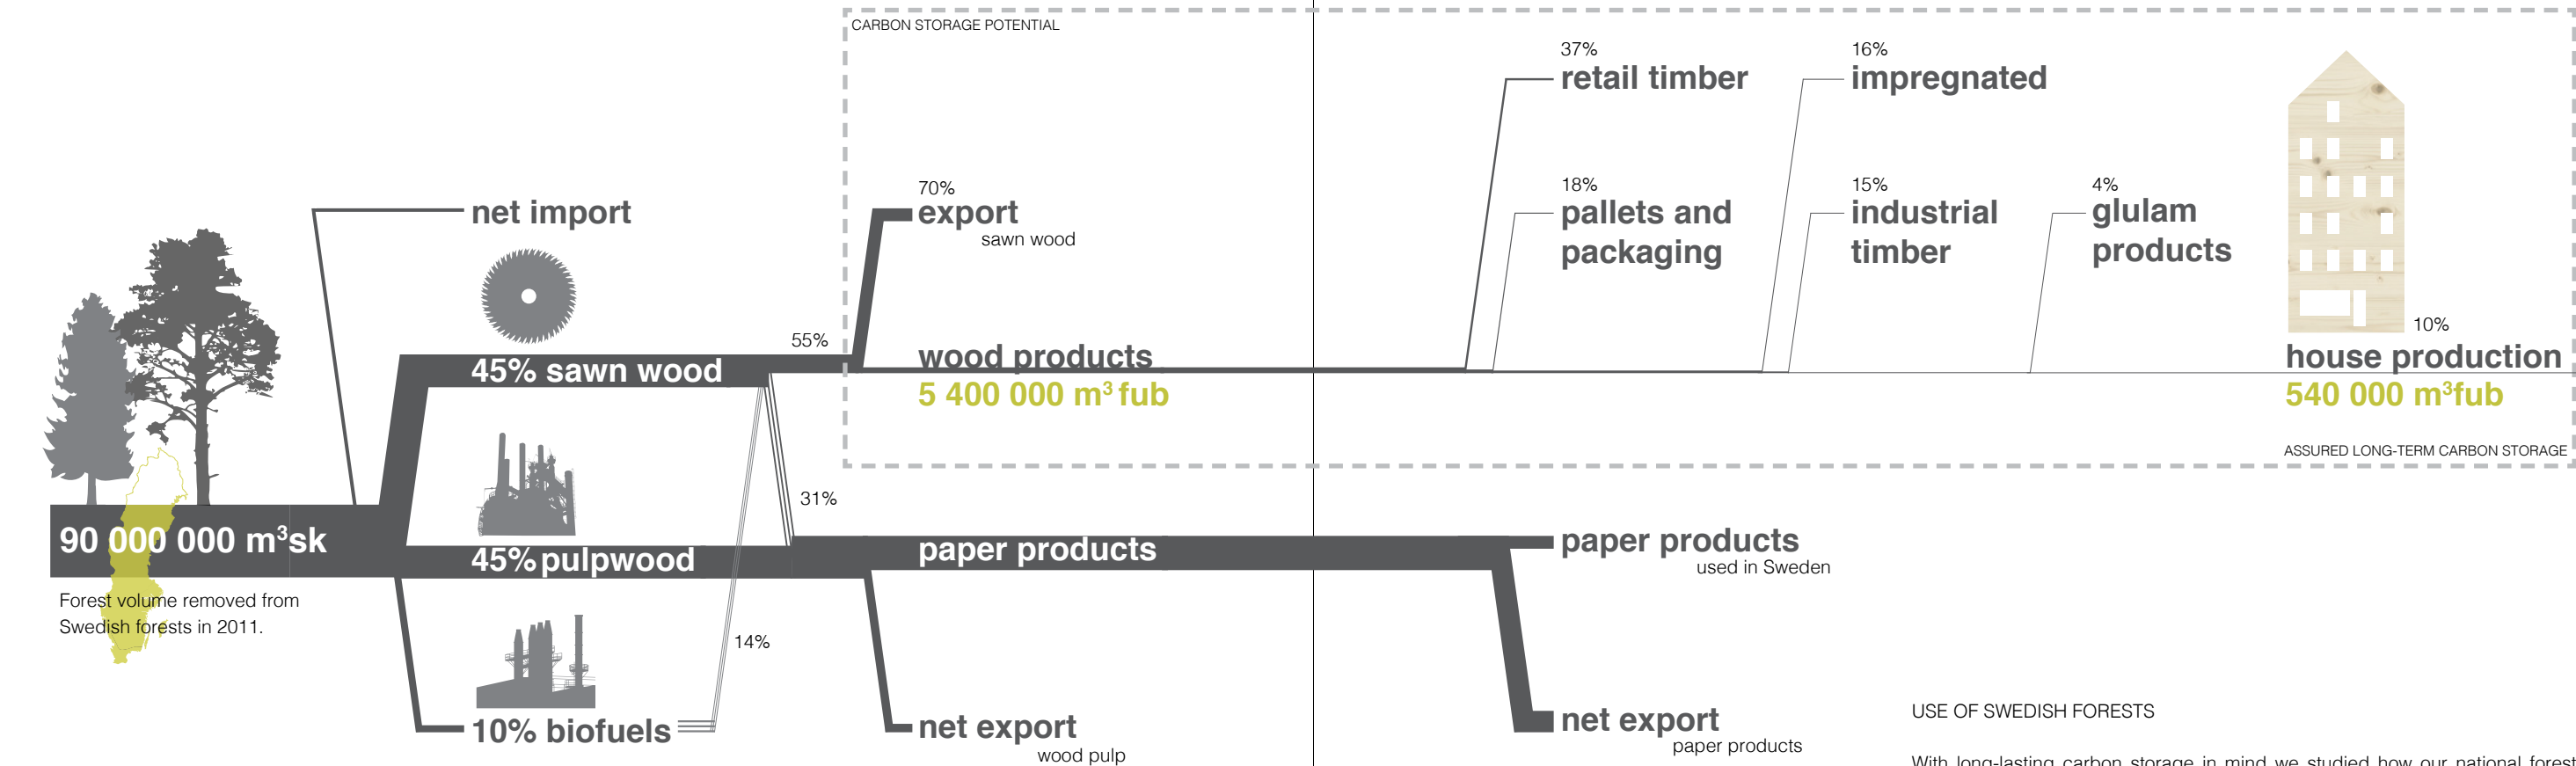 CARBON STORAGE POTENTIAL
37%
retail timber
16%
impregnated
18%
pallets and
packaging
15%
industrial
timber
4%
glulam
products
net import
70%
export
sawn wood
55%
45% sawn wood
wood products
5 400 000 m³ fub
10%
house production
540 000 m³fub
ASSURED LONG-TERM CARBON STORAGE
31%
90 000 000 m³sk
Forest volume removed from
Swedish forests in 2011.
45% pulpwood
paper products
paper products
used in Sweden
14%
10% biofuels
net export
wood pulp
net export
paper products
USE OF SWEDISH FORESTS
With long-lasting carbon storage in mind we studied how our national forest